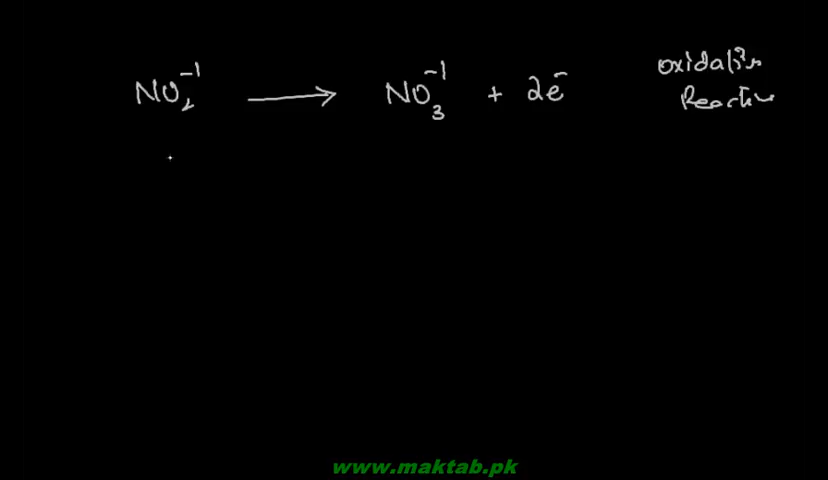 NO₂⁻¹ ⟶ NO₃⁻¹ + 2e⁻ oxidation
Reaction
www.maktab.pk